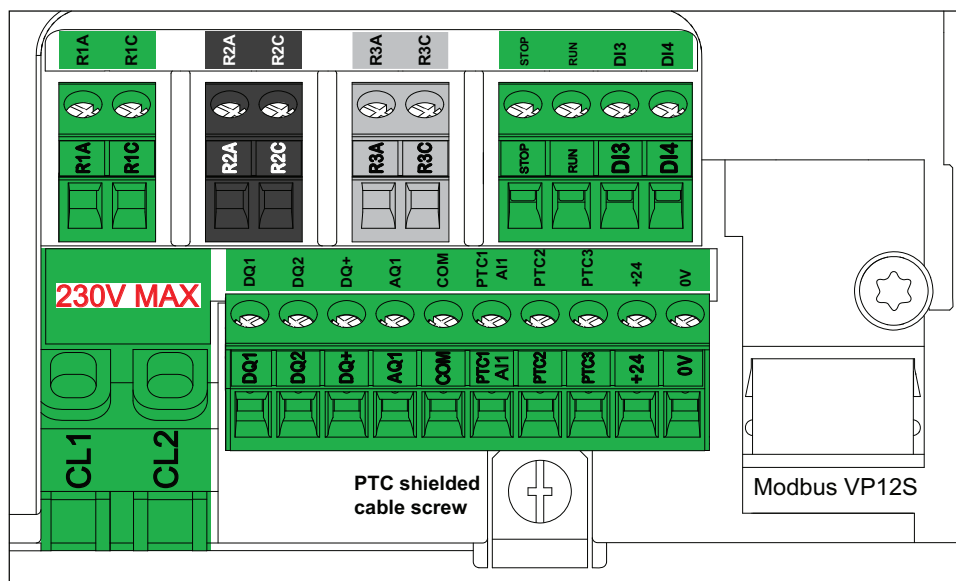 R1A R1C R2A R2C R3A R3C STOP RUN DI3 DI4
R1A R1C R2A R2C R3A R3C STOP RUN DI3 DI4
230V MAX
DQ1 DQ2 DQ+ AQ1 COM PTC1 AI1 PTC2 PTC3 +24 0V
DQ1 DQ2 DQ+ AQ1 COM PTC1 AI1 PTC2 PTC3 +24 0V
CL1 CL2
PTC shielded
cable screw
Modbus VP12S